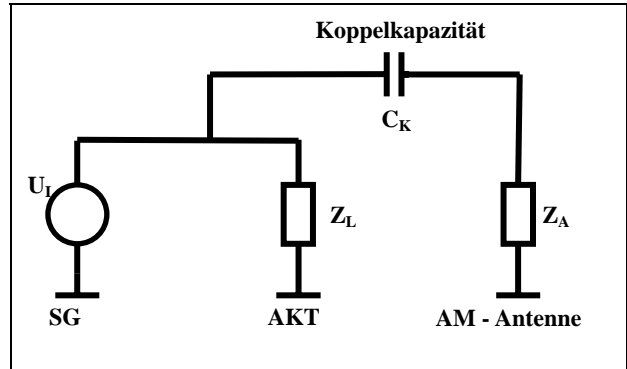 Koppelkapazität
C_K
U_L
Z_L
Z_A
SG
AKT
AM - Antenne